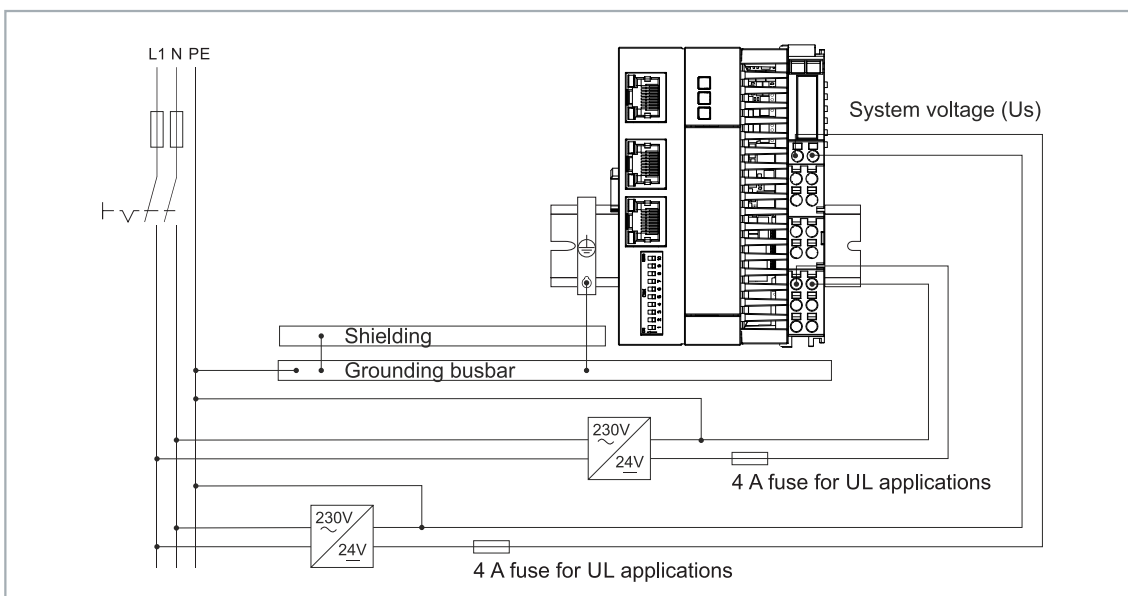 L1 N PE
System voltage (Us)
Shielding
Grounding busbar
230V
24V
4 A fuse for UL applications
230V
24V
4 A fuse for UL applications